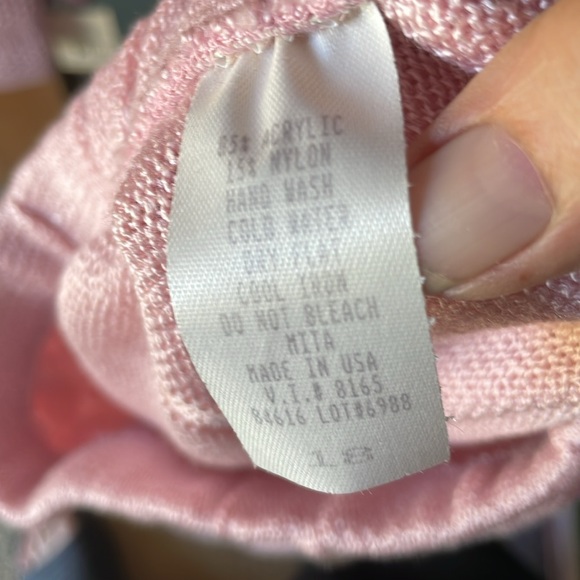 85% ACRYLIC
15% NYLON
HAND WASH
COLD WATER
DRY FLAT
COOL IRON
DO NOT BLEACH
MITA
MADE IN USA
V.I.# 8165
84616 LOT#6988
18